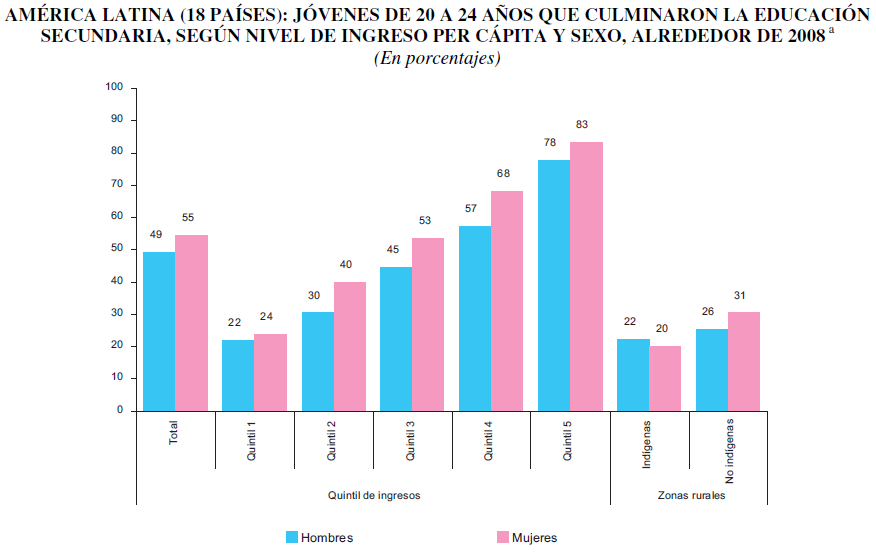 AMÉRICA LATINA (18 PAÍSES): JÓVENES DE 20 A 24 AÑOS QUE CULMINARON LA EDUCACIÓN
SECUNDARIA, SEGÚN NIVEL DE INGRESO PER CÁPITA Y SEXO, ALREDEDOR DE 2008 a
(En porcentajes)
100
90
80
70
60
50
40
30
20
10
0
49
55
22
24
30
40
45
53
57
68
78
83
22
20
26
31
Total
Quintil 1
Quintil 2
Quintil 3
Quintil 4
Quintil 5
Indígenas
No indígenas
Quintil de ingresos
Zonas rurales
Hombres
Mujeres